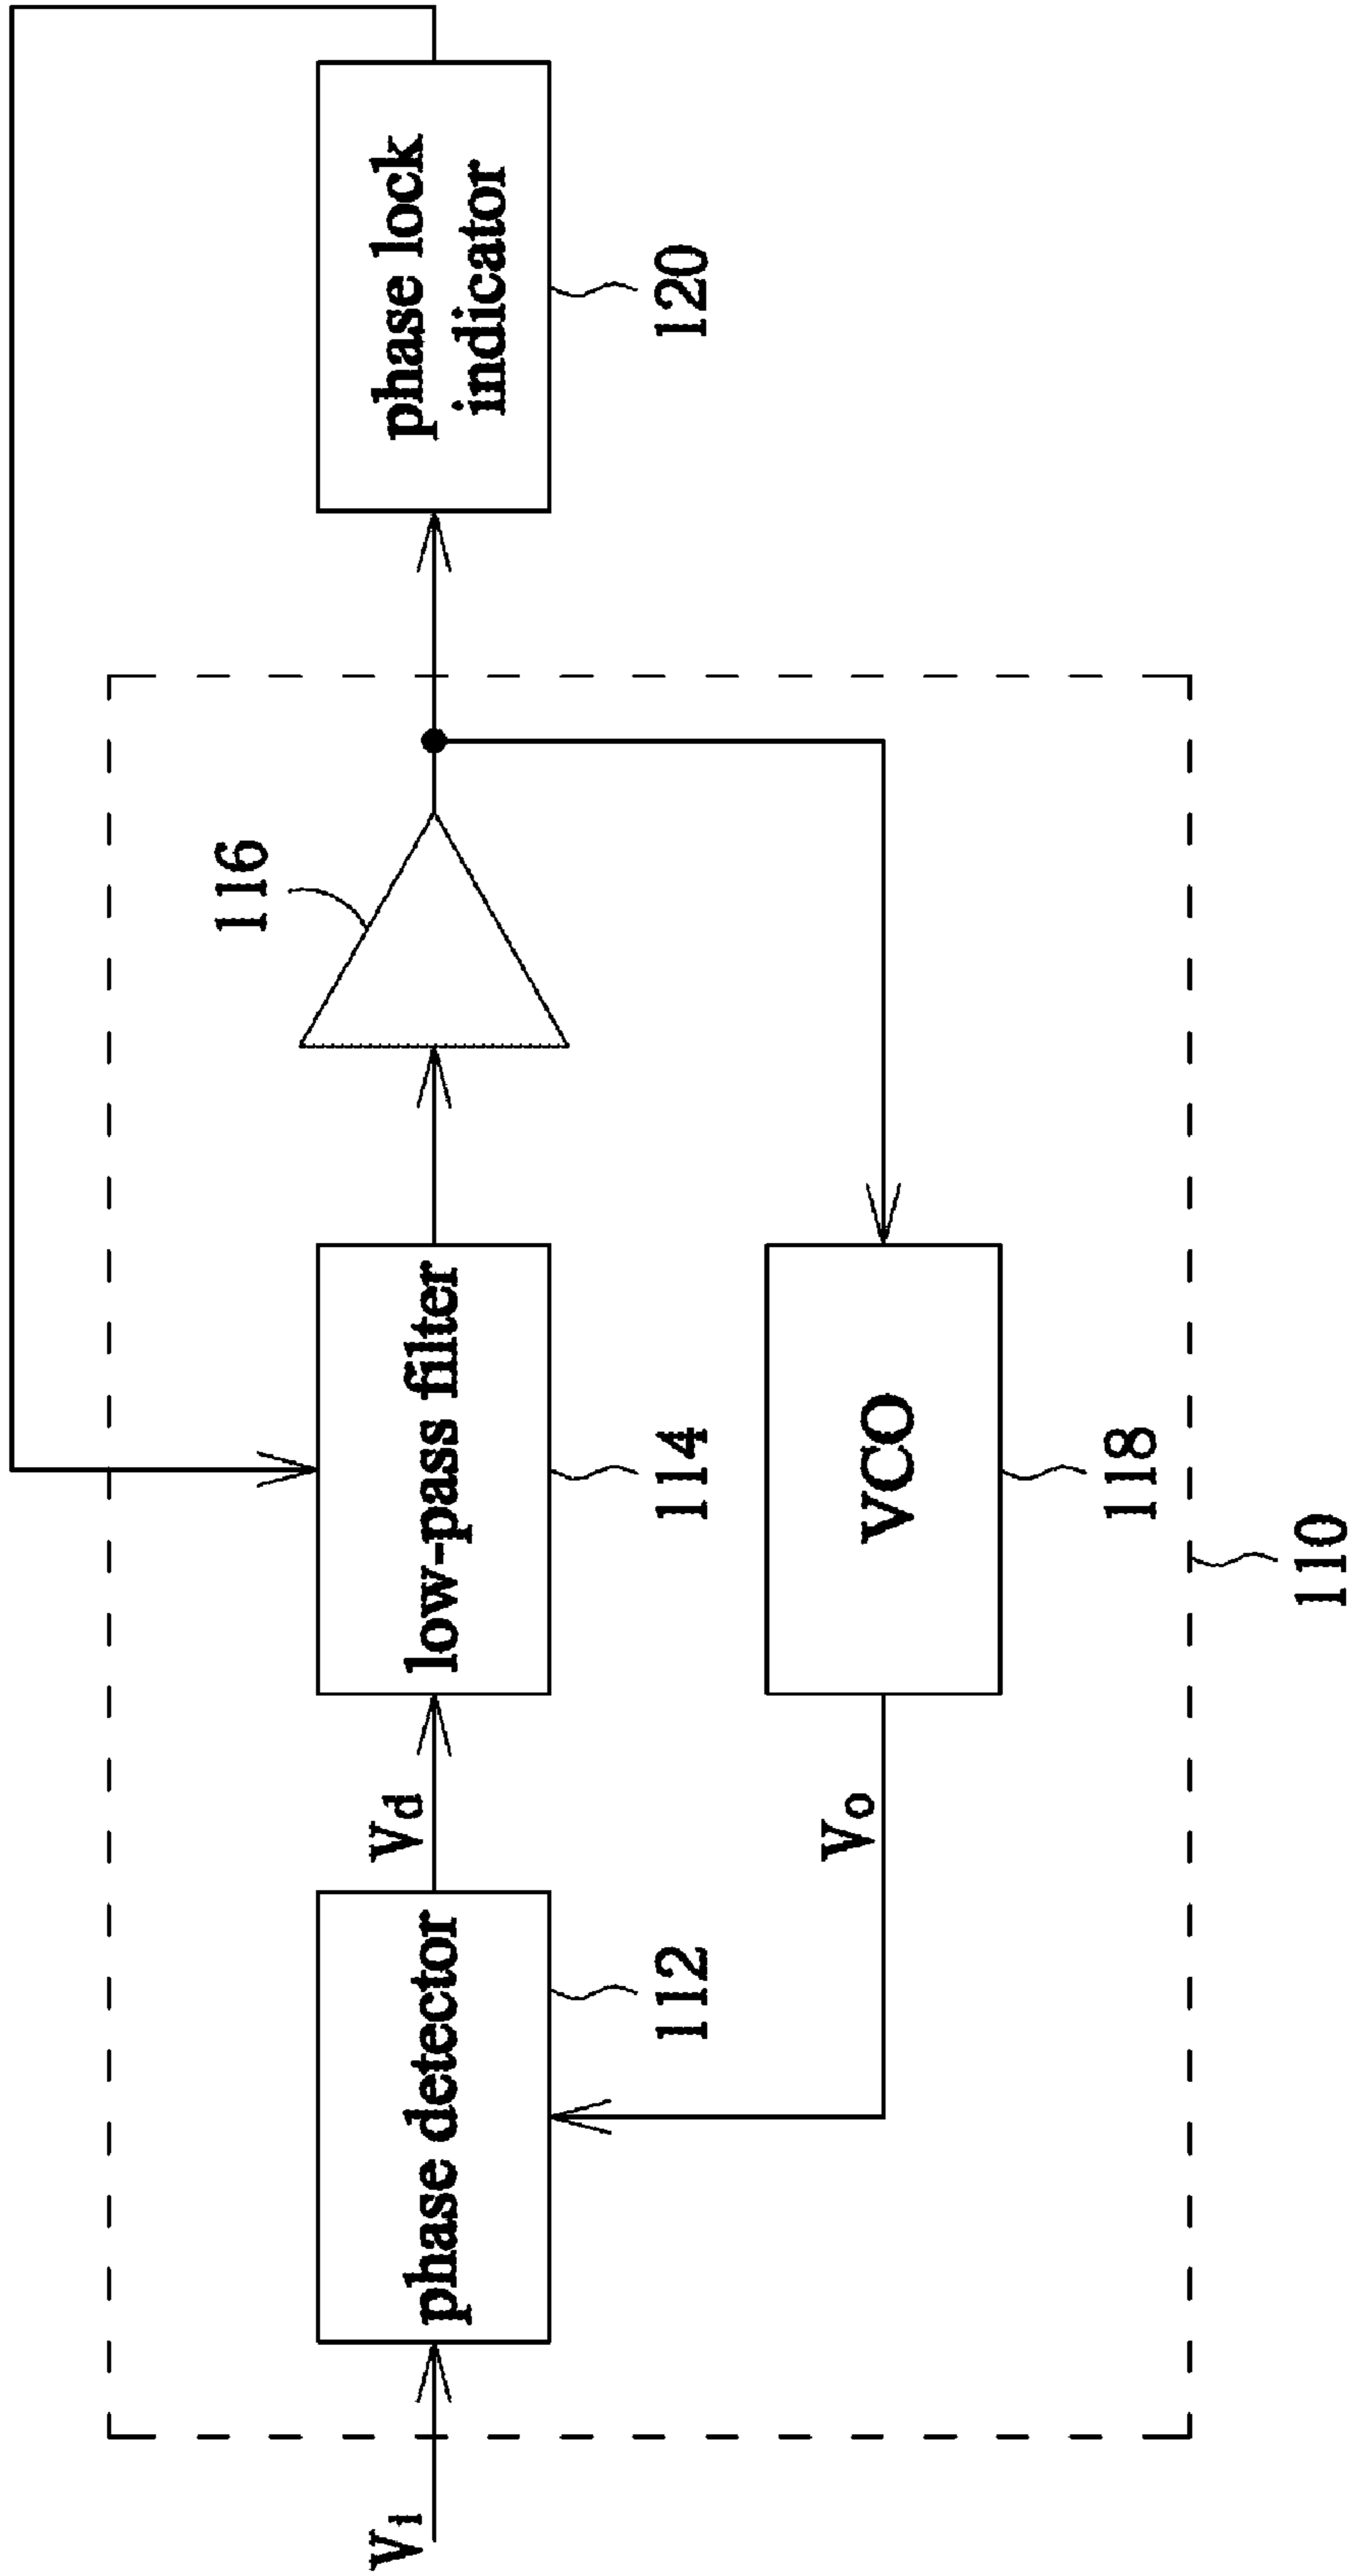 116
phase lock
indicator
120
Vi
phase detector
112
Vd
low-pass filter
114
Vo
VCO
118
110